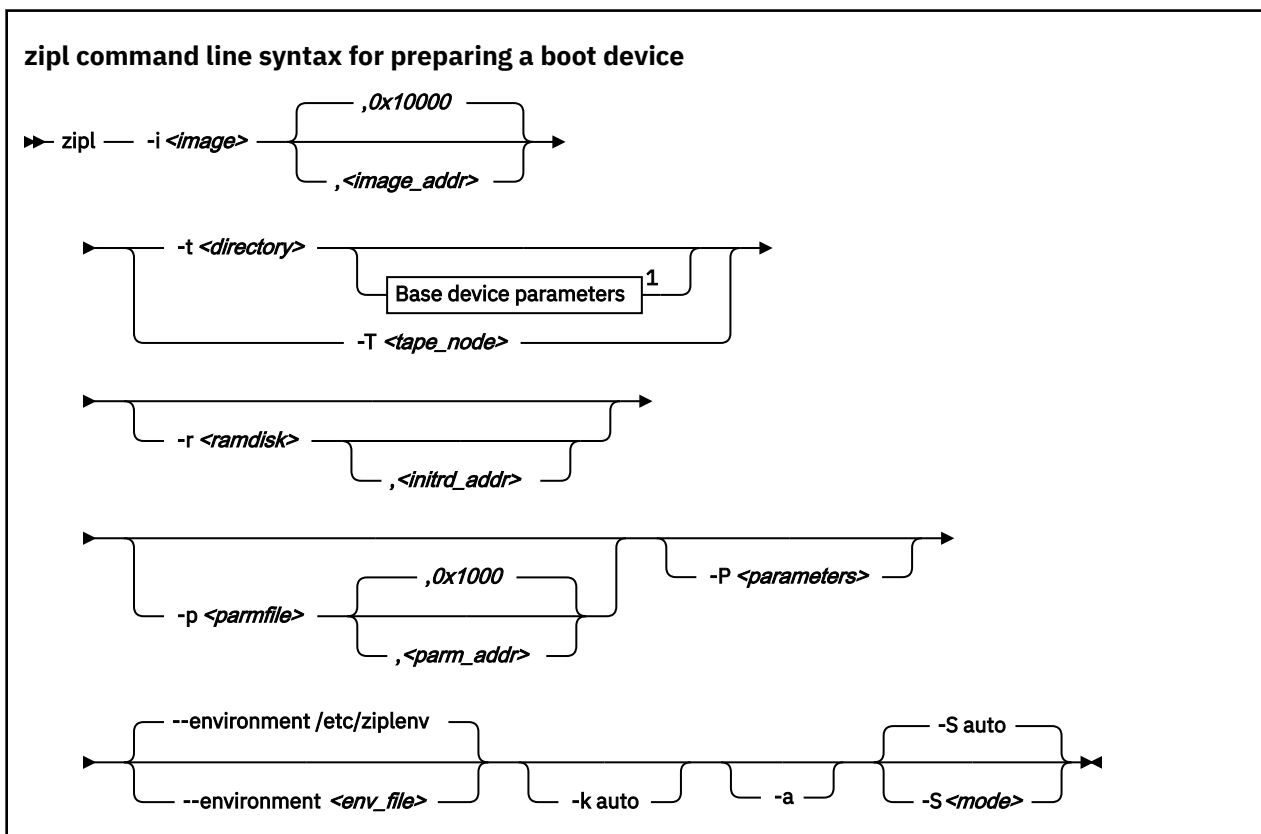 zipl command line syntax for preparing a boot device
,0x10000
zipl -i <image>
,<image_addr>
-t <directory>
Base device parameters 1
-T <tape_node>
-r <ramdisk>
,<initrd_addr>
,0x1000
-P <parameters>
-p <parmfile>
,<parm_addr>
--environment /etc/ziplenv -S auto
--environment <env_file> -k auto -a -S <mode>